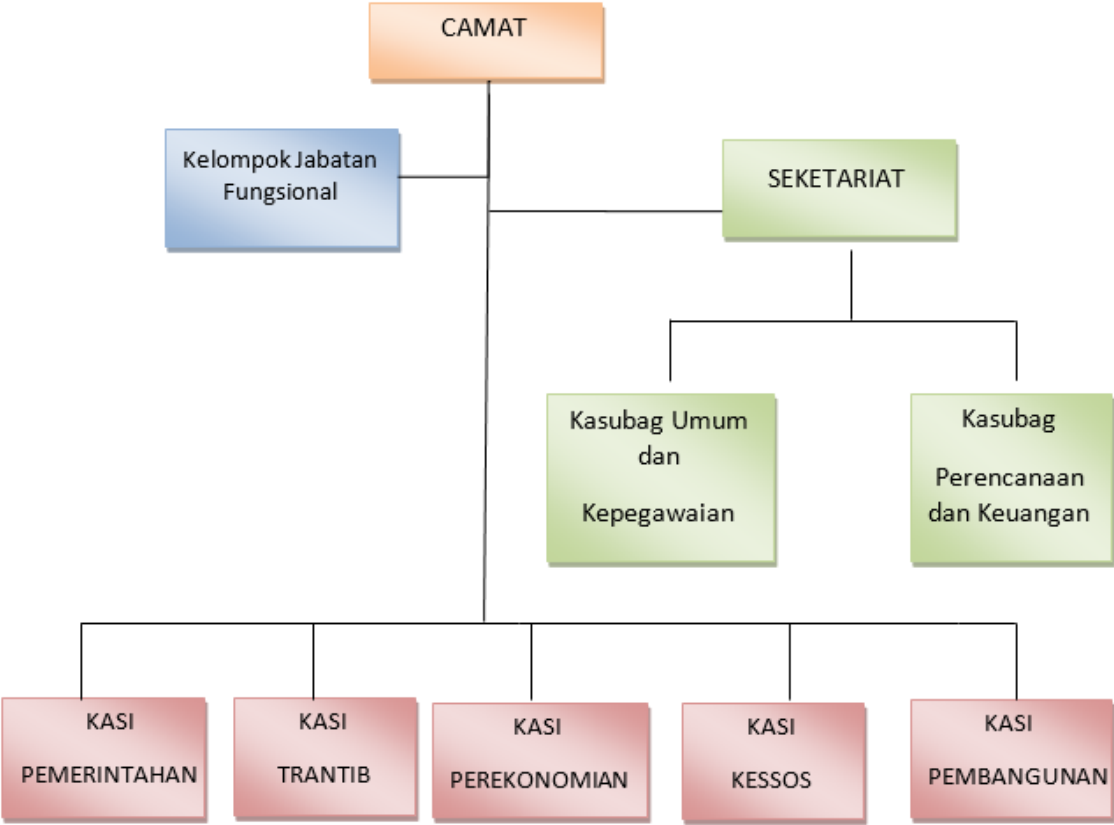 CAMAT
Kelompok Jabatan
Fungsional
SEKETARIAT
Kasubag Umum
dan
Kepegawaian
Kasubag
Perencanaan
dan Keuangan
KASI
PEMERINTAHAN
KASI
TRANTIB
KASI
PEREKONOMIAN
KASI
KESSOS
KASI
PEMBANGUNAN